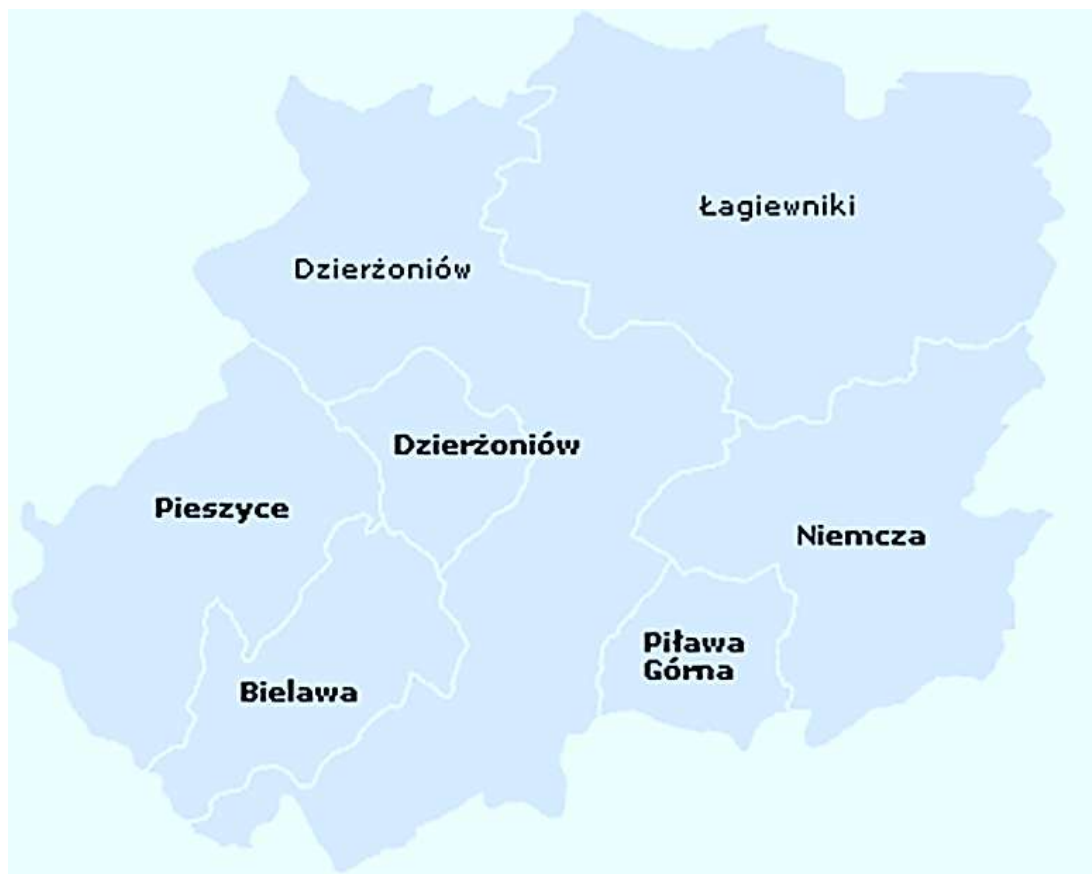 Łagiewniki
Dzierżoniów
Dzierżoniów
Pieszyce
Niemcza
Piława
Górna
Bielawa